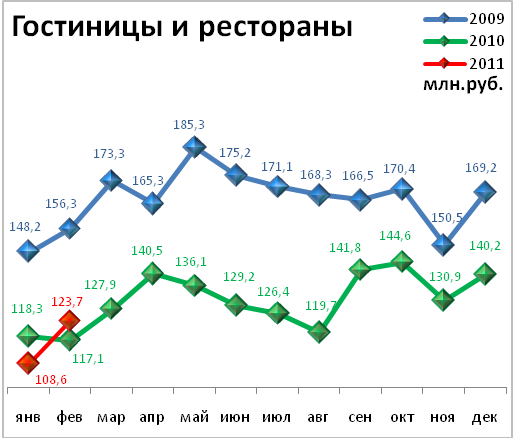 Гостиницы и рестораны
2009
2010
2011
млн.руб.
148,2 156,3 173,3 165,3 185,3 175,2 171,1 168,3 166,5 170,4 150,5 169,2
118,3 117,1 127,9 140,5 136,1 129,2 126,4 119,7 141,8 144,6 130,9 140,2
108,6 123,7
янв фев мар апр май июн июл авг сен окт ноя дек